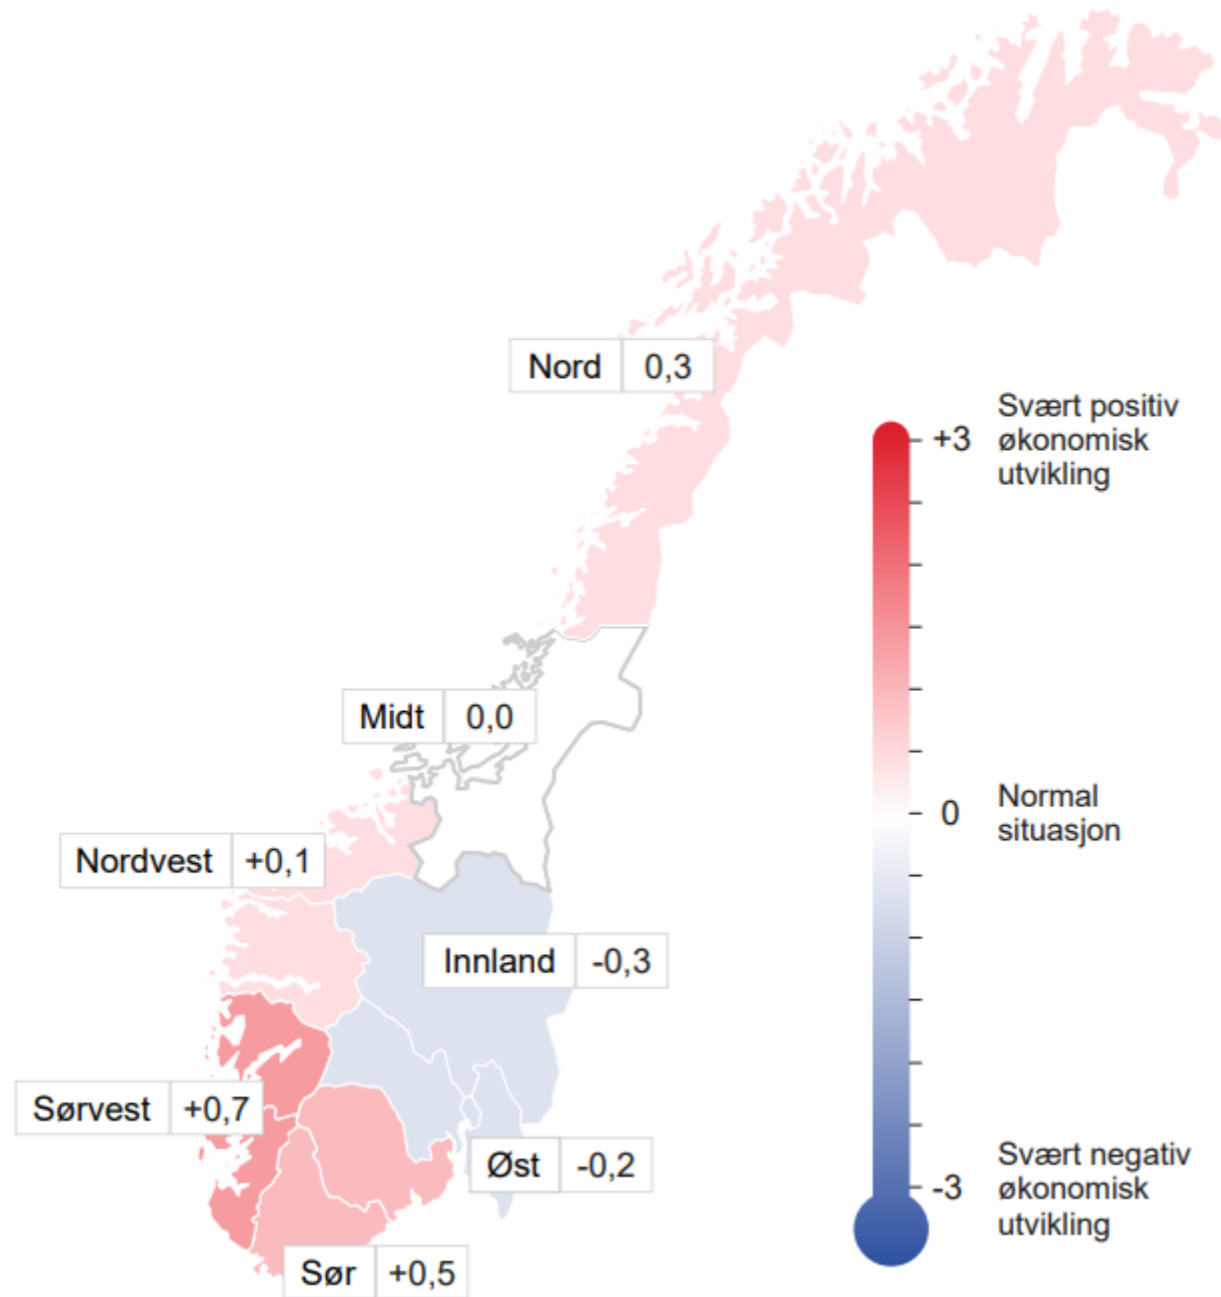 Nord 0,3
Svært positiv
økonomisk
utvikling
+3
Midt 0,0
0
Normal
situasjon
Nordvest +0,1
Innland -0,3
Sørvest +0,7
Øst -0,2
Svært negativ
økonomisk
utvikling
-3
Sør +0,5